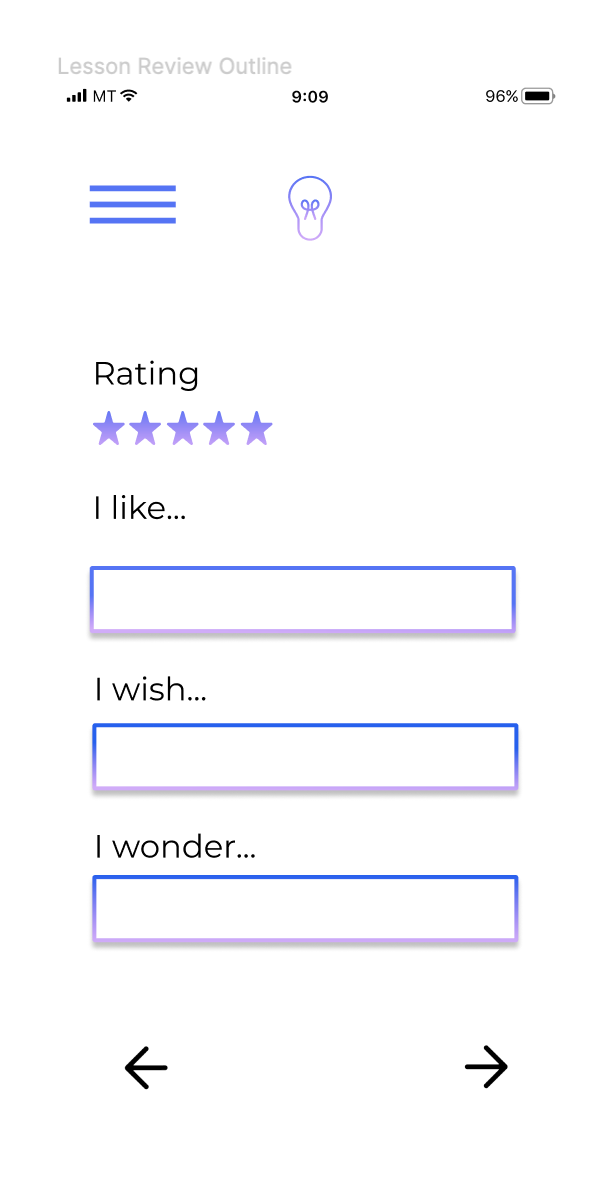 Lesson Review Outline
MT 9:09 96%
Rating
I like...
I wish...
I wonder...